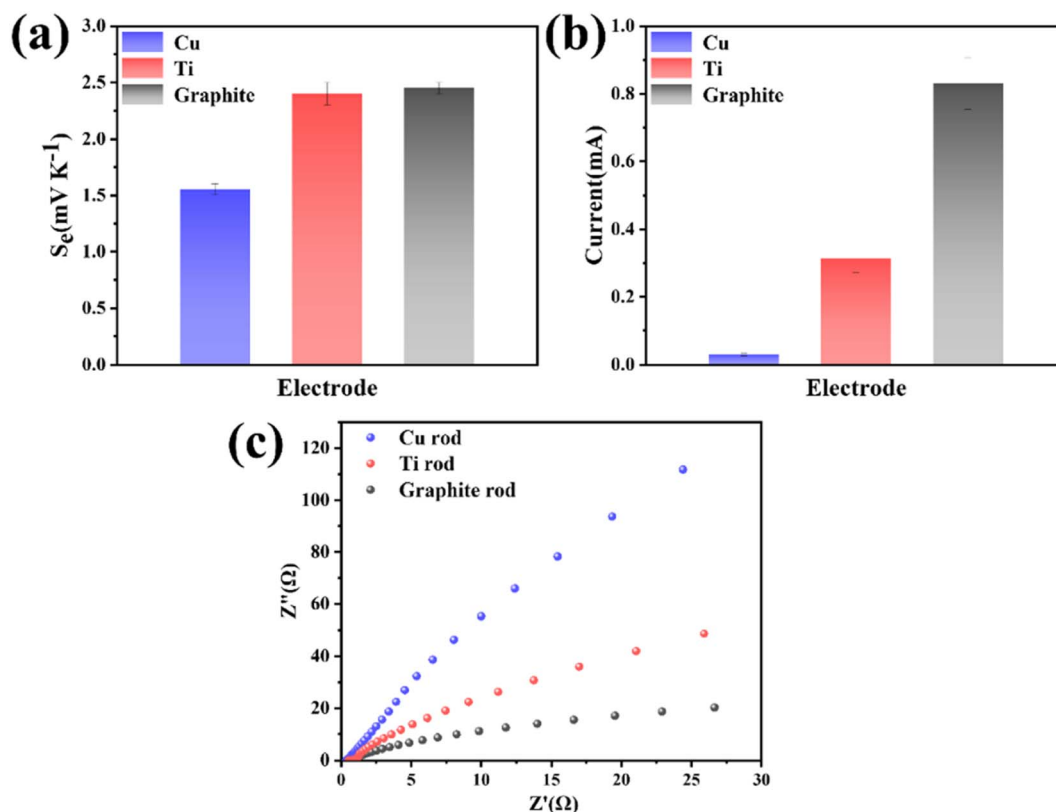 (a)
Cu
Ti
Graphite
Se(mV K-1)
3.0
2.5
2.0
1.5
1.0
0.5
0.0
Electrode
(b)
Cu
Ti
Graphite
Current(mA)
1.0
0.8
0.6
0.4
0.2
0.0
Electrode
(c)
Cu rod
Ti rod
Graphite rod
Z''(Ω)
120
100
80
60
40
20
0
0 5 10 15 20 25 30
Z'(Ω)